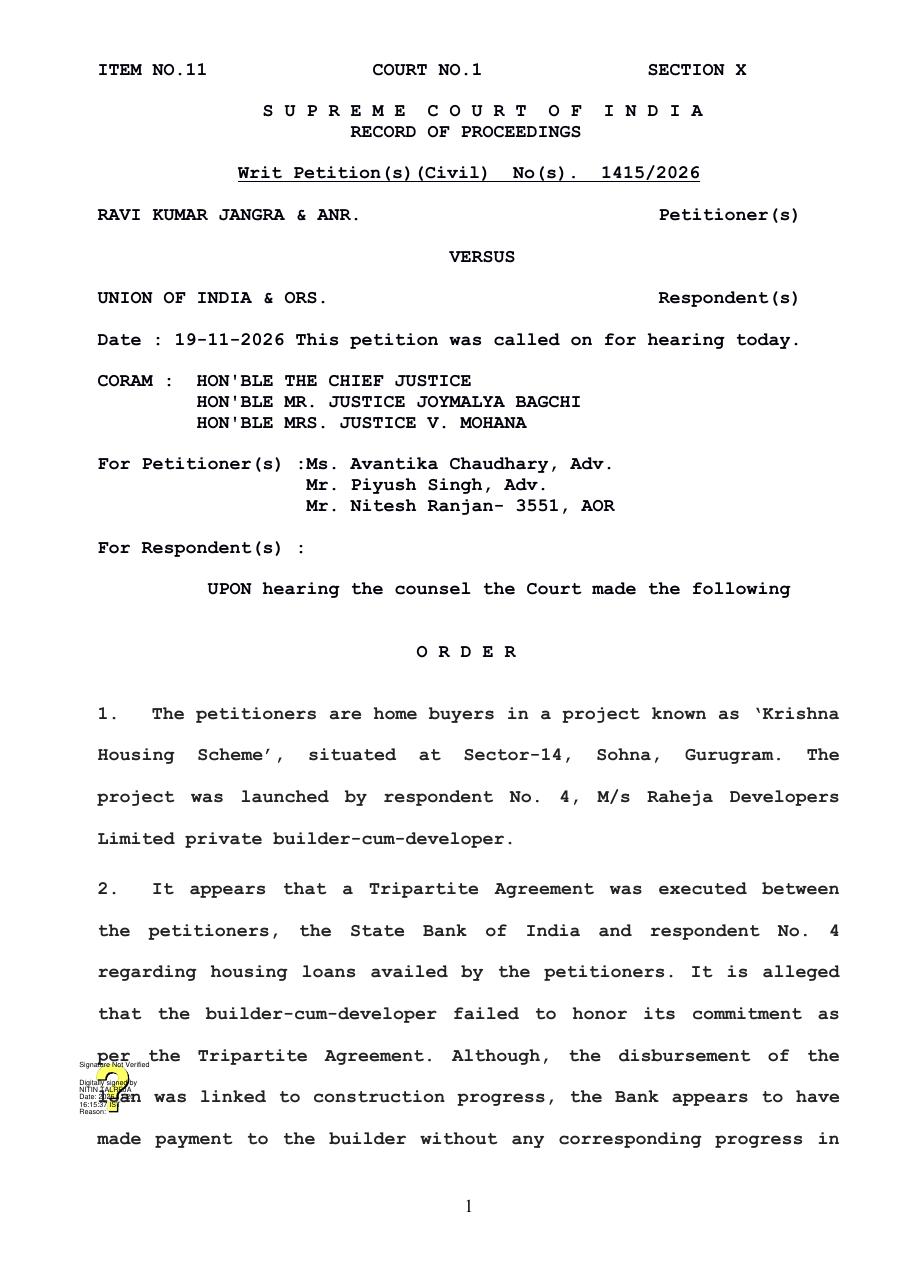 ITEM NO.11 COURT NO.1 SECTION X
S U P R E M E C O U R T O F I N D I A
RECORD OF PROCEEDINGS
Writ Petition(s)(Civil) No(s). 1415/2026
RAVI KUMAR JANGRA & ANR. Petitioner(s)
VERSUS
UNION OF INDIA & ORS. Respondent(s)
Date : 19-11-2026 This petition was called on for hearing today.
CORAM : HON'BLE THE CHIEF JUSTICE
HON'BLE MR. JUSTICE JOYMALYA BAGCHI
HON'BLE MRS. JUSTICE V. MOHANA
For Petitioner(s) :Ms. Avantika Chaudhary, Adv.
Mr. Piyush Singh, Adv.
Mr. Nitesh Ranjan- 3551, AOR
For Respondent(s) :
UPON hearing the counsel the Court made the following
O R D E R
1. The petitioners are home buyers in a project known as ‘Krishna
Housing Scheme’, situated at Sector-14, Sohna, Gurugram. The
project was launched by respondent No. 4, M/s Raheja Developers
Limited private builder-cum-developer.
2. It appears that a Tripartite Agreement was executed between
the petitioners, the State Bank of India and respondent No. 4
regarding housing loans availed by the petitioners. It is alleged
that the builder-cum-developer failed to honor its commitment as
per the Tripartite Agreement. Although, the disbursement of the
Signature Not Verified
Digitally signed by
NITIN TALREJA
Date:
16:15:37 IST
Reason:
loan was linked to construction progress, the Bank appears to have
made payment to the builder without any corresponding progress in
1